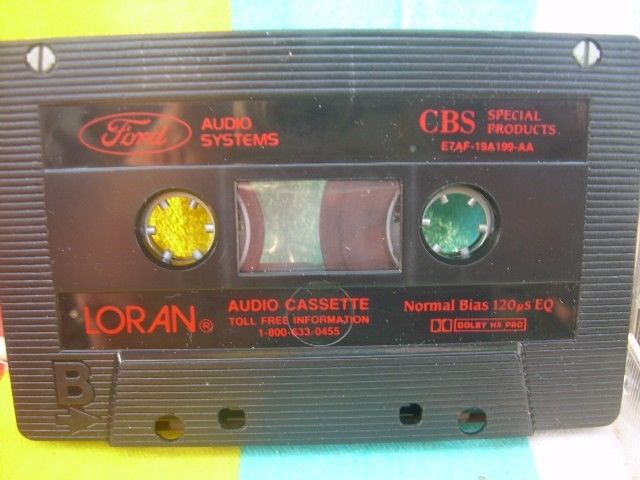 Ford AUDIO SYSTEMS
CBS SPECIAL PRODUCTS
E7AF-19A199-AA
LORAN®
AUDIO CASSETTE
TOLL FREE INFORMATION
1-800-633-0455
Normal Bias 120µs EQ
DOLBY HX PRO
B